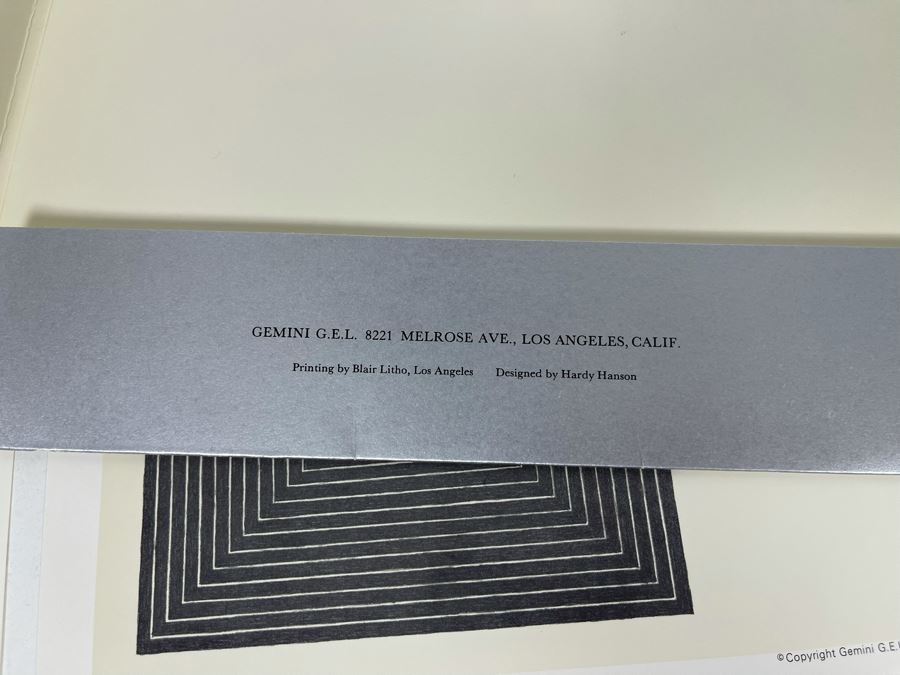 GEMINI G.E.L. 8221 MELROSE AVE., LOS ANGELES, CALIF.
Printing by Blair Litho, Los Angeles Designed by Hardy Hanson
©Copyright Gemini G.E.L